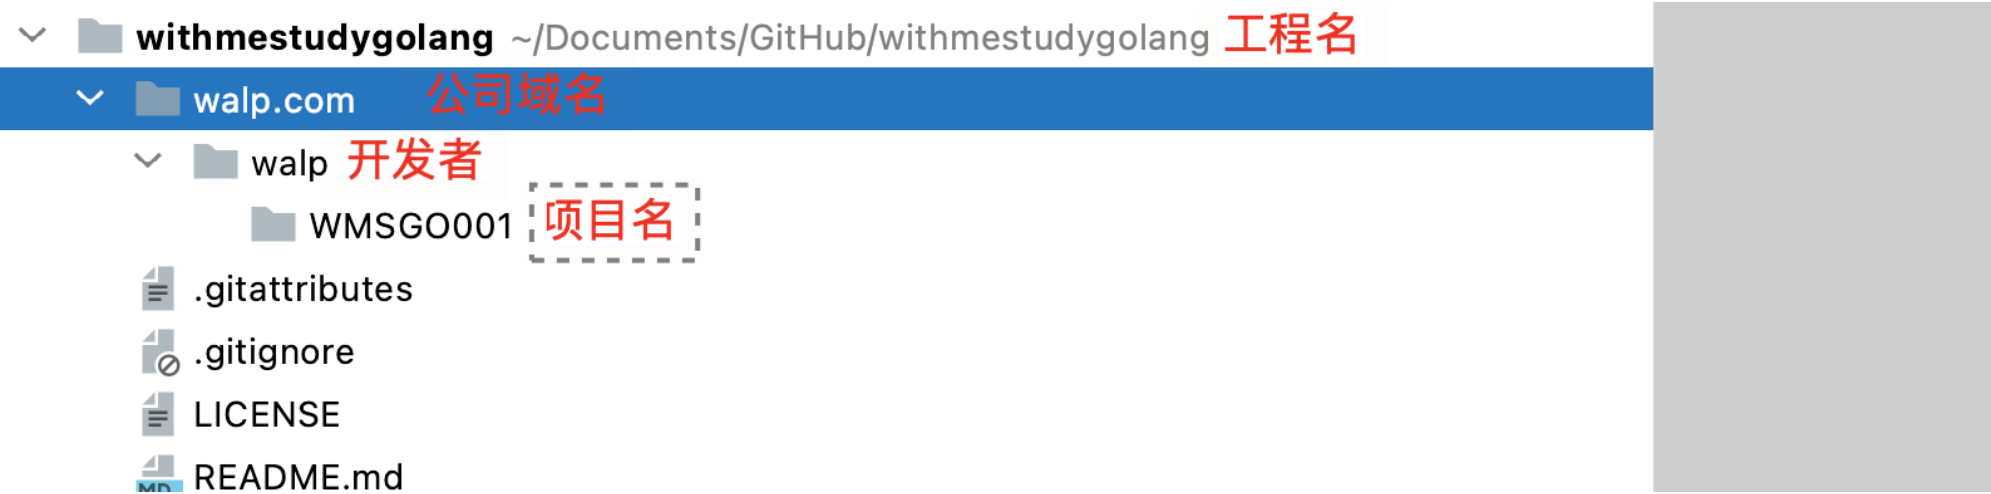 withmestudygolang ~/Documents/GitHub/withmestudygolang 工程名
walp.com 公司域名
walp 开发者
WMSGO001 项目名
.gitattributes
.gitignore
LICENSE
MD README.md